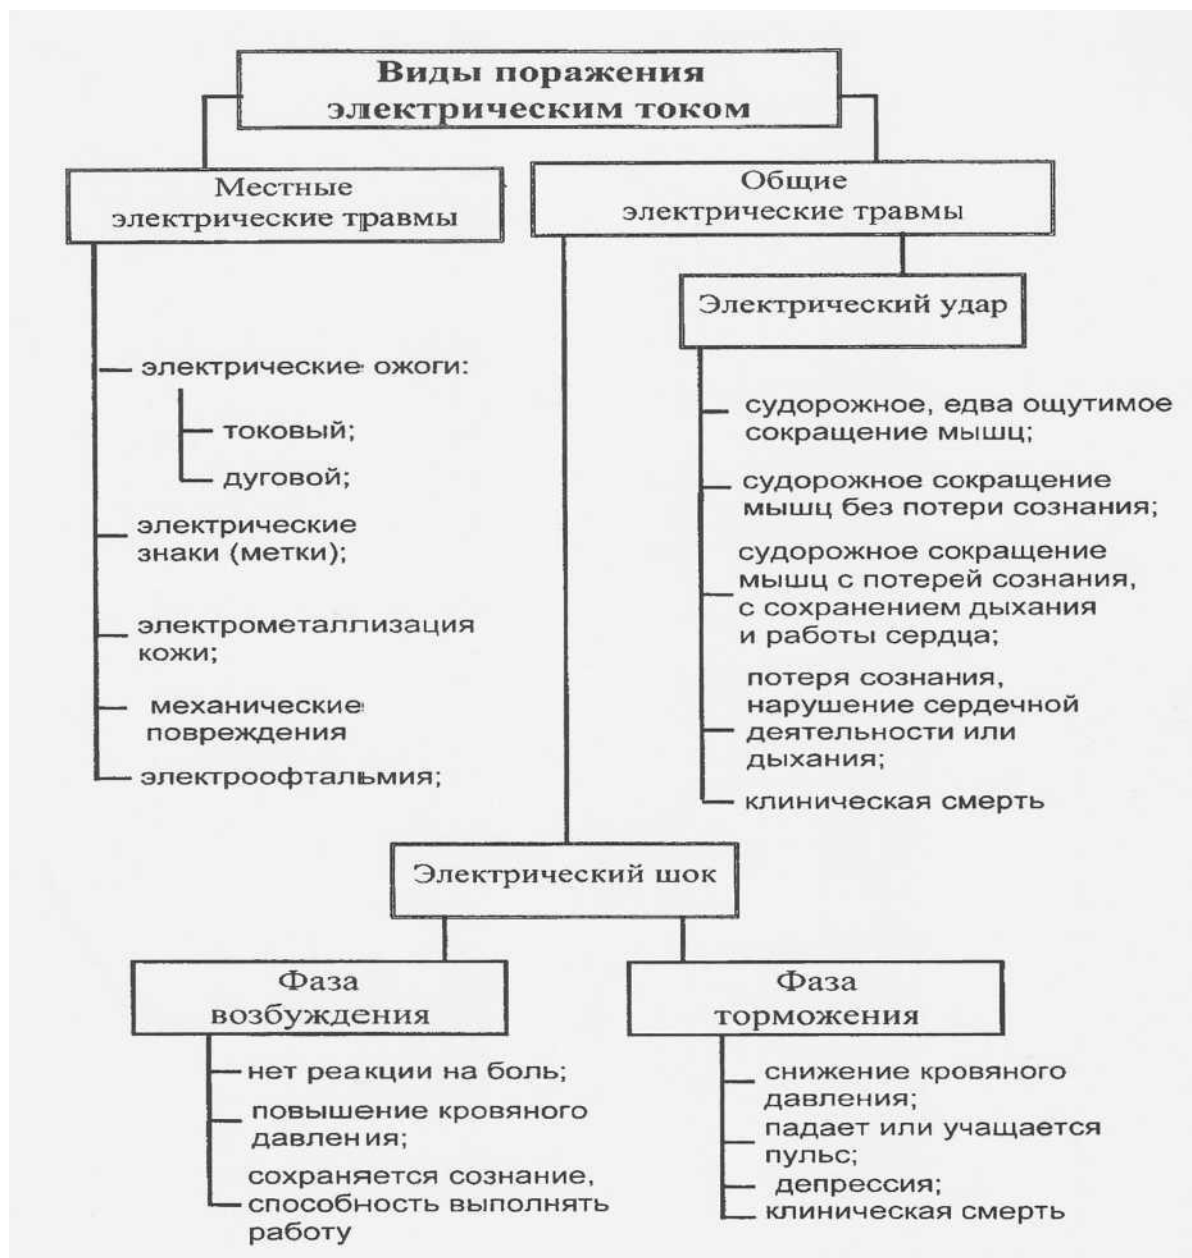 Виды поражения
электрическим током
Местные
электрические травмы
Общие
электрические травмы
Электрический удар
электрические ожоги:
токовый;
дуговой;
электрические
знаки (метки);
электрометаллизация
кожи;
механические
повреждения
электроофтальмия;
судорожное, едва ощутимое
сокращение мышц;
судорожное сокращение
мышц без потери сознания;
судорожное сокращение
мышц с потерей сознания,
с сохранением дыхания
и работы сердца;
потеря сознания,
нарушение сердечной
деятельности или
дыхания;
клиническая смерть
Электрический шок
Фаза
возбуждения
нет реакции на боль;
повышение кровяного
давления;
сохраняется сознание,
способность выполнять
работу
Фаза
торможения
снижение кровяного
давления;
падает или учащается
пульс;
депрессия;
клиническая смерть